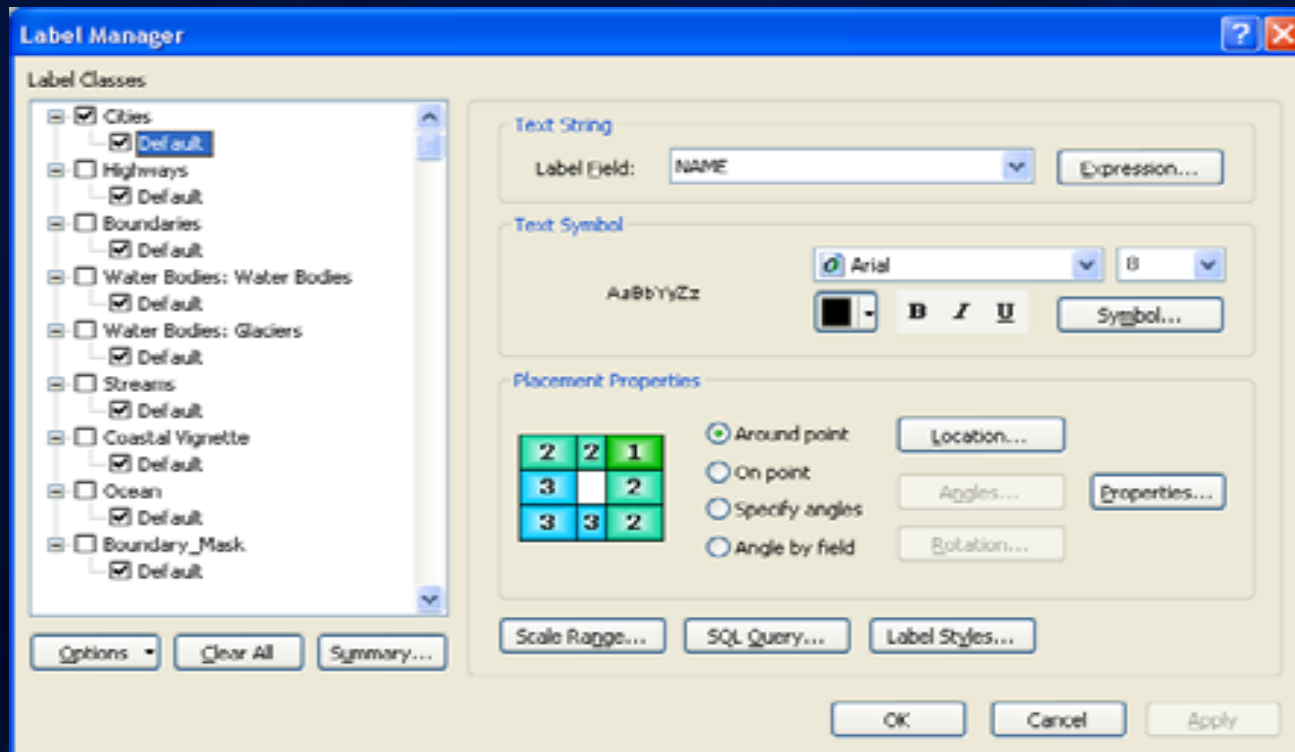 Label Manager
Label Classes
Cities
Default
Highways
Default
Boundaries
Default
Water Bodies: Water Bodies
Default
Water Bodies: Glaciers
Default
Streams
Default
Coastal Vignette
Default
Ocean
Default
Boundary_Mask
Default
Options
Clear All
Summary...
Text String
Label Field:
NAME
Expression...
Text Symbol
AaBbYyZz
Arial
8
B I U
Symbol...
Placement Properties
2 2 1
3 2
3 3 2
Around point
On point
Specify angles
Angle by field
Location...
Angles...
Rotation...
Properties...
Scale Range...
SQL Query...
Label Styles...
OK
Cancel
Apply